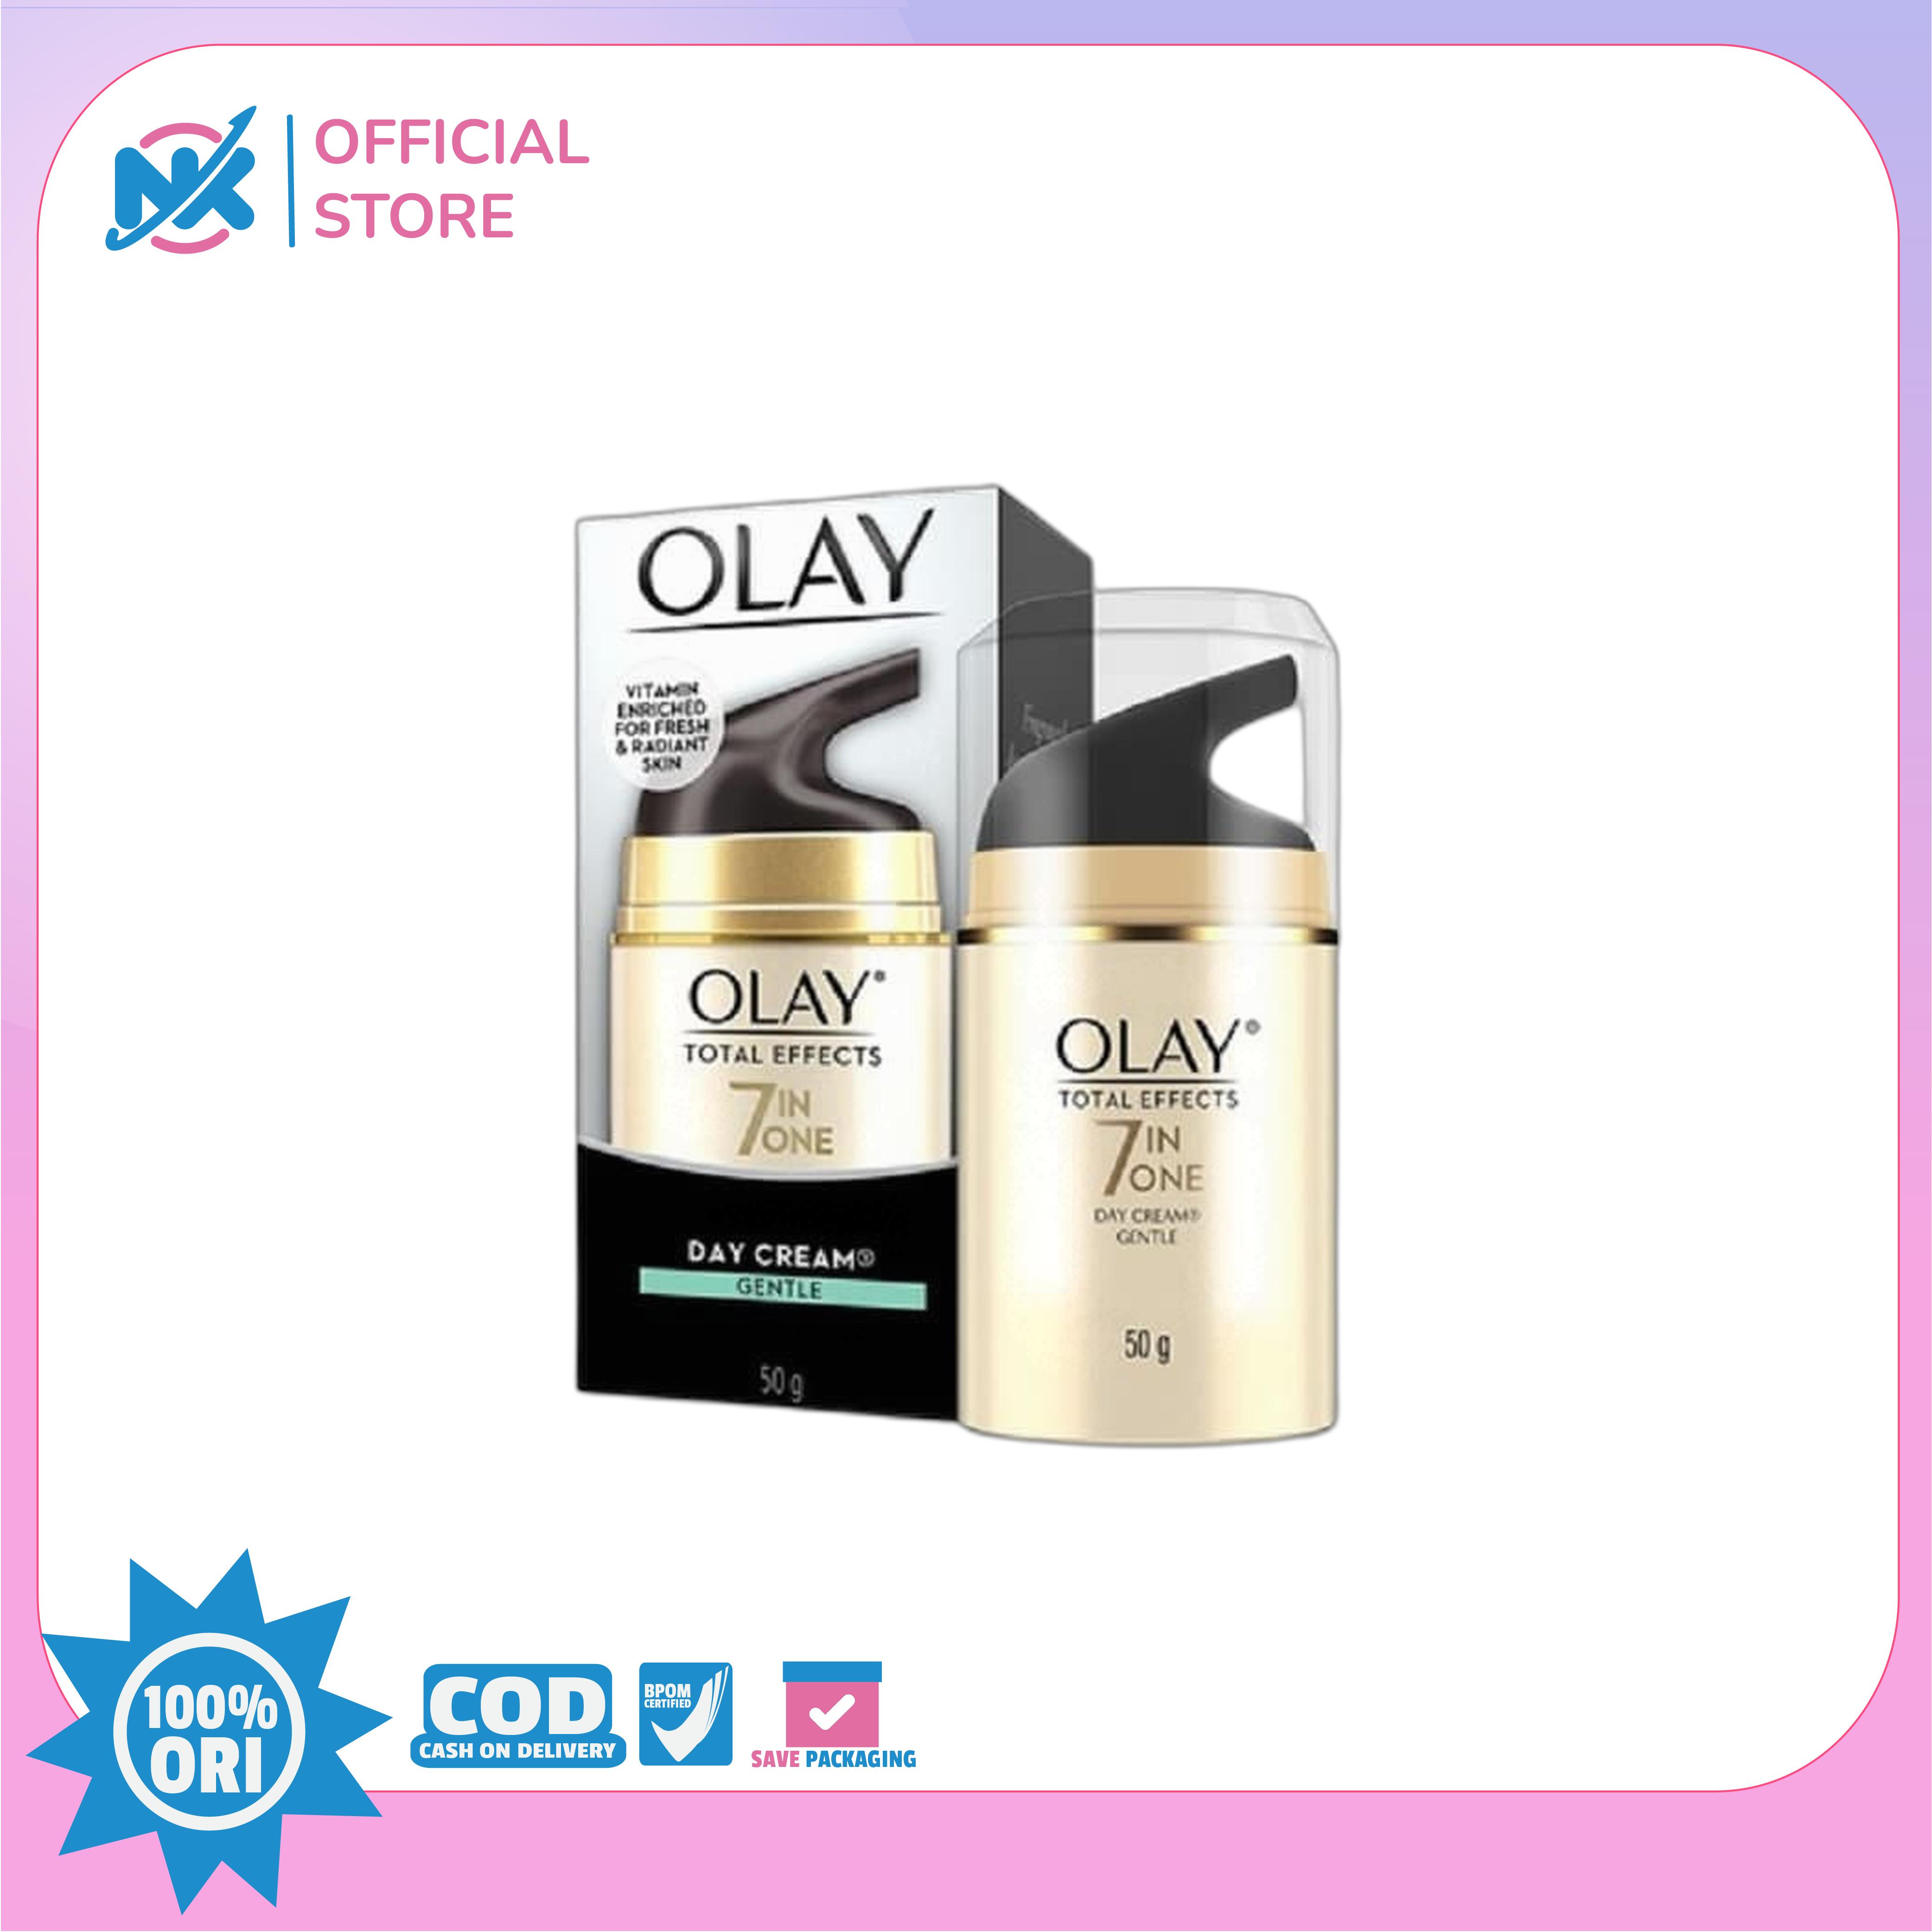 NK
OFFICIAL
STORE
OLAY
VITAMIN
ENRICHED
FOR FRESH
& RADIANT
SKIN
OLAY®
TOTAL EFFECTS
7 IN
ONE
DAY CREAM®
GENTLE
50 g
OLAY®
TOTAL EFFECTS
7 IN
ONE
DAY CREAM®
GENTLE
50 g
100%
ORI
COD
CASH ON DELIVERY
BPOM
CERTIFIED
SAVE PACKAGING